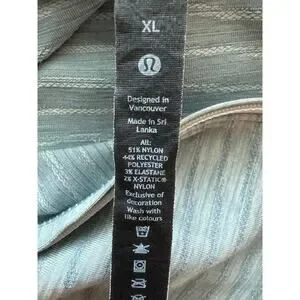 XL
Designed in
Vancouver
Made in Sri
Lanka
All:
51% NYLON
44% RECYCLED
POLYESTER
3% ELASTANE
2% X-STATIC®
NYLON
Exclusive of
decoration
Wash with
like colours